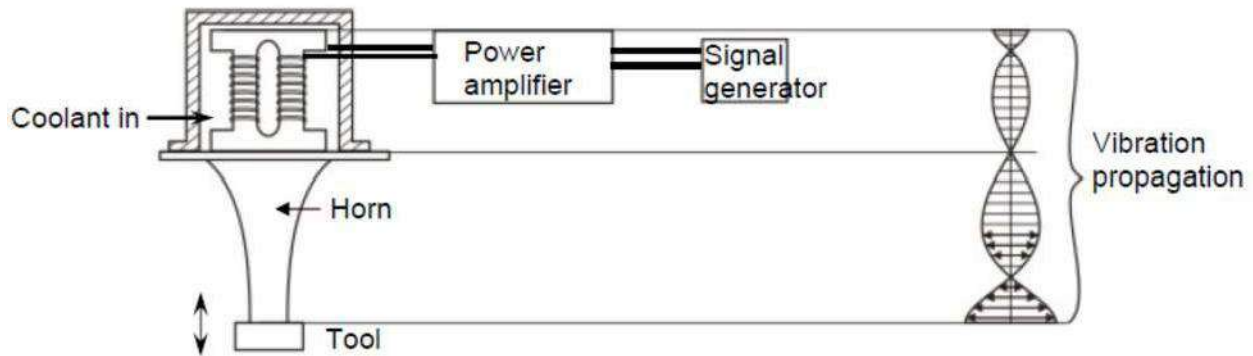 Power
amplifier
Signal
generator
Coolant in
Vibration
propagation
Horn
Tool